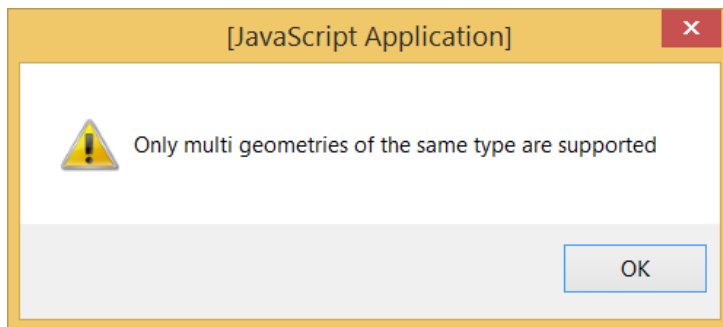 [JavaScript Application]
Only multi geometries of the same type are supported
OK